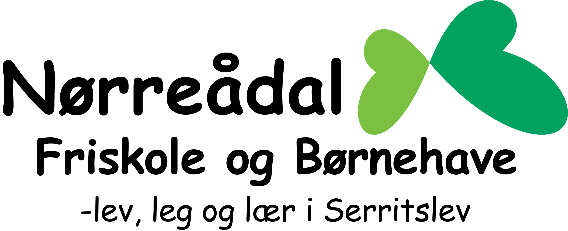 Nørreådal
Friskole og Børnehave
-lev, leg og lær i Serritslev